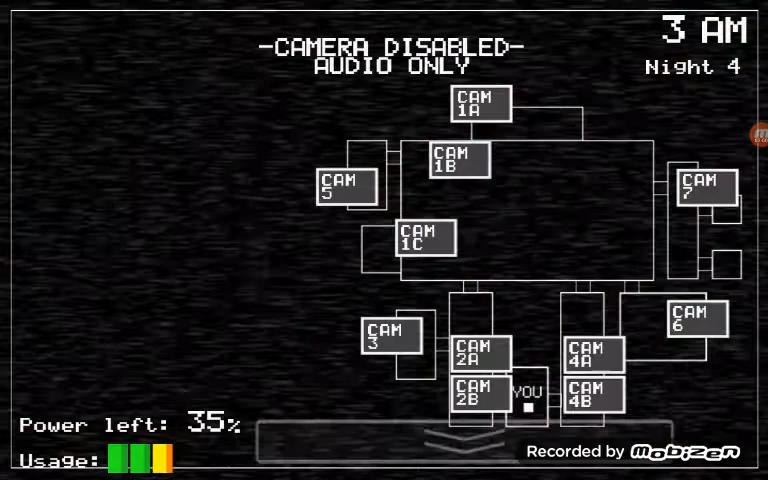 3 AM
-CAMERA DISABLED-
AUDIO ONLY
Night 4
CAM
1A
CAM
1B
CAM
5
CAM
7
CAM
1C
CAM
6
CAM
3
CAM
2A
CAM
4A
CAM
2B
YOU
CAM
4B
Power left: 35%
Usage:
Recorded by Mobizen